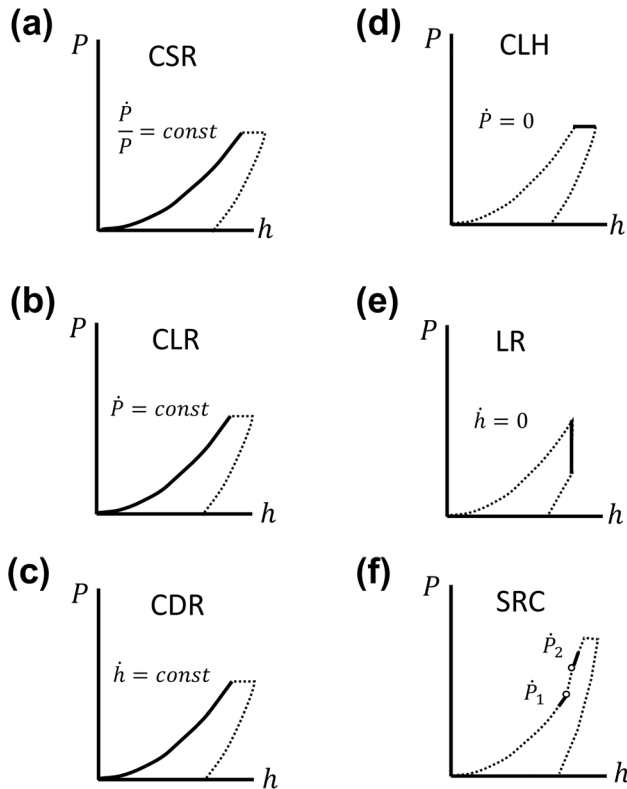 (a)
P
CSR
Ṗ/P = const
h
(b)
P
CLR
Ṗ = const
h
(c)
P
CDR
ḣ = const
h
(d)
P
CLH
Ṗ = 0
h
(e)
P
LR
ḣ = 0
h
(f)
P
SRC
Ṗ₂
Ṗ₁
h